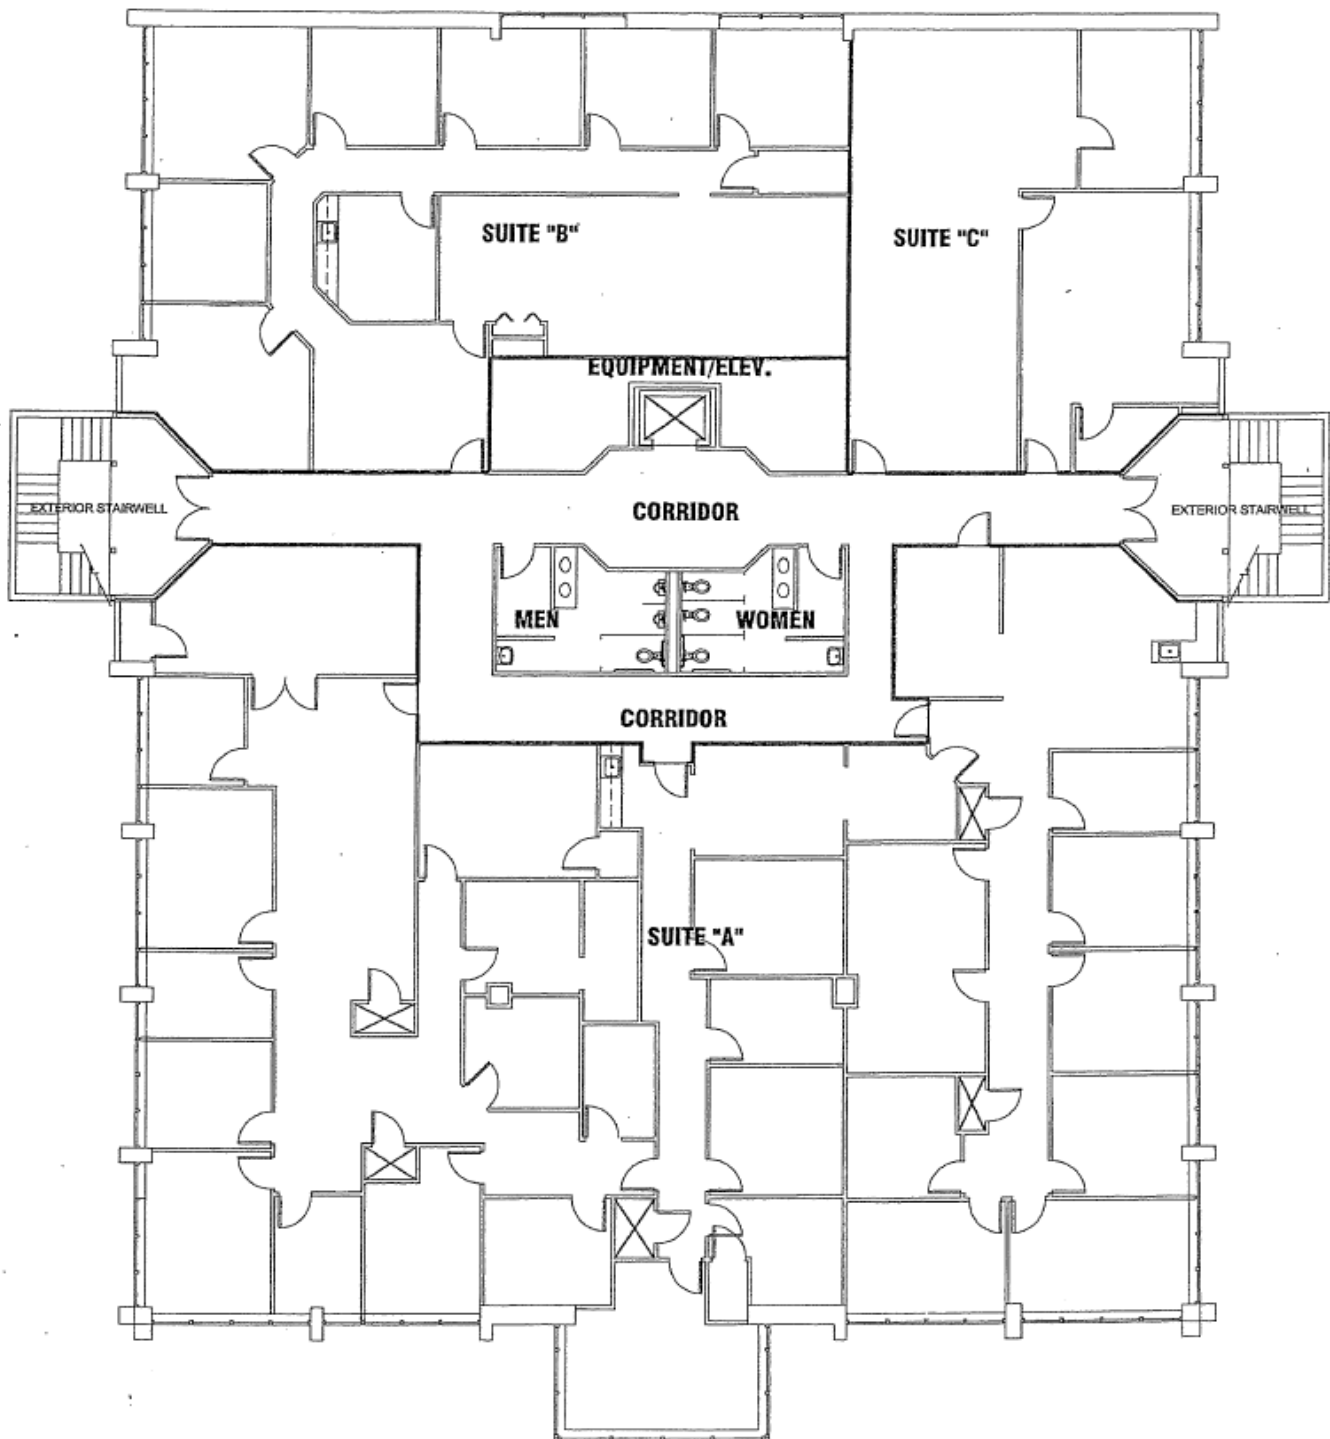 SUITE "B"
SUITE "C"
EQUIPMENT/ELEV.
EXTERIOR STAIRWELL
CORRIDOR
EXTERIOR STAIRWELL
MEN
WOMEN
CORRIDOR
SUITE "A"